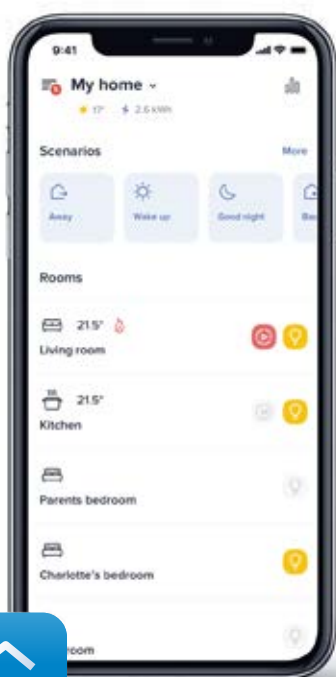 9:41
My home
17° 2.6 kWh
Scenarios More
Away Wake up Good night
Rooms
21.5°
Living room
21.5°
Kitchen
Parents bedroom
Charlotte's bedroom